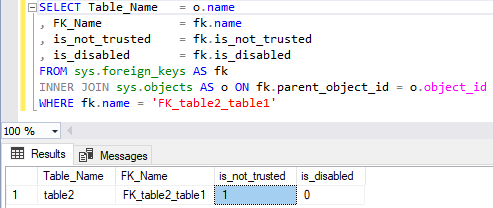 SELECT Table_Name = o.name
, FK_Name = fk.name
, is_not_trusted = fk.is_not_trusted
, is_disabled = fk.is_disabled
FROM sys.foreign_keys AS fk
INNER JOIN sys.objects AS o ON fk.parent_object_id = o.object_id
WHERE fk.name = 'FK_table2_table1'
100 %
Results Messages
Table_Name FK_Name is_not_trusted is_disabled
1 table2 FK_table2_table1 1 0